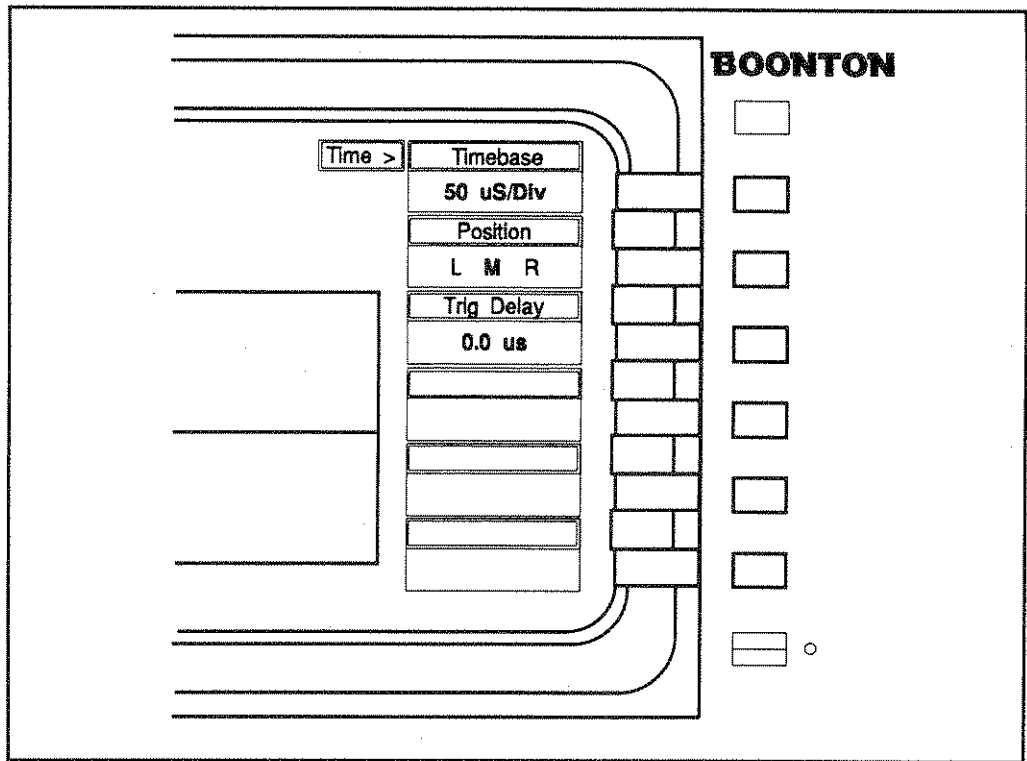 BOONTON
Time > Timebase
50 uS/Div
Position
L M R
Trig Delay
0.0 us